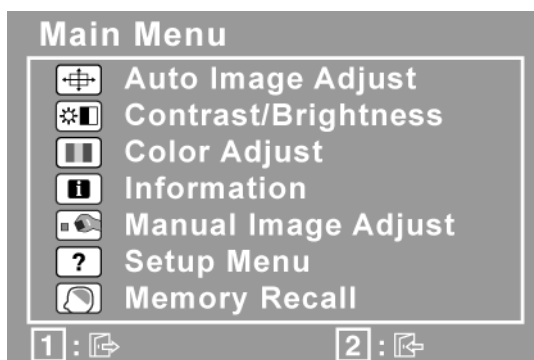 Main Menu
Auto Image Adjust
Contrast/Brightness
Color Adjust
i Information
Manual Image Adjust
? Setup Menu
Memory Recall
1 : 2 :